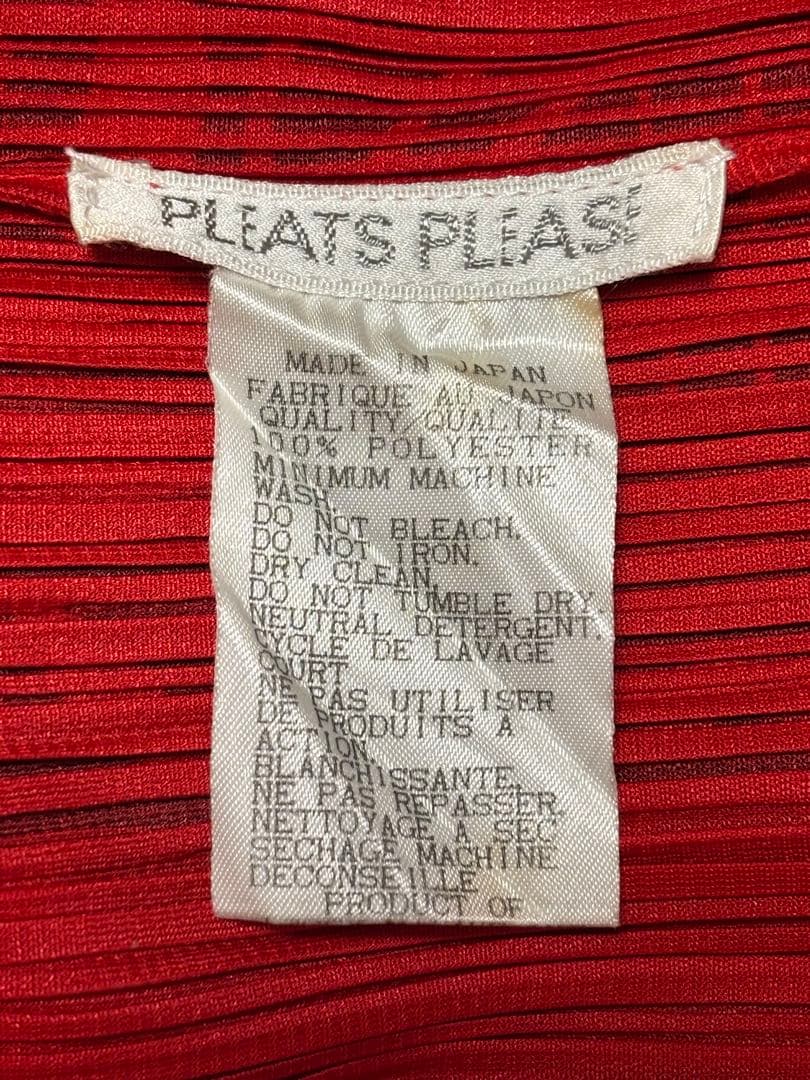 PLEATS PLEASE
MADE IN JAPAN
FABRIQUE AU JAPON
QUALITY/QUALITE
100% POLYESTER
MINIMUM MACHINE
WASH.
DO NOT BLEACH.
DO NOT IRON.
DRY CLEAN.
DO NOT TUMBLE DRY.
NEUTRAL DETERGENT.
CYCLE DE LAVAGE
COURT
NE PAS UTILISER
DE PRODUITS A
ACTION
BLANCHISSANTE.
NE PAS REPASSER.
NETTOYAGE A SEC
SECHAGE MACHINE
DECONSEILLE
PRODUCT OF